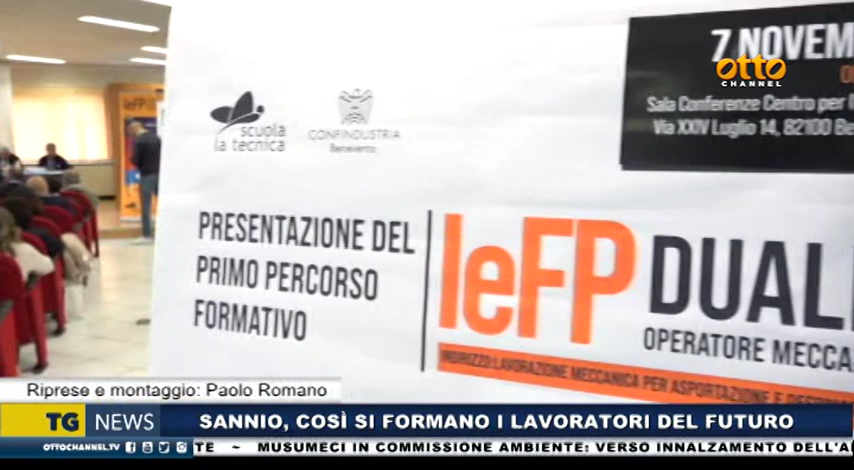 IeFP
7 NOVEM
otto
CHANNEL
Sala Conferenze Centro per l'
Via XXIV Luglio 14, 82100 Be
scuola
la tecnica
CONFINDUSTRIA
Benevento
PRESENTAZIONE DEL
PRIMO PERCORSO
FORMATIVO
IeFP DUAL
OPERATORE MECCA
INDIRIZZO: LAVORAZIONE MECCANICA PER ASPORTAZIONE E
Riprese e montaggio: Paolo Romano
TG NEWS
SANNIO, COSÌ SI FORMANO I LAVORATORI DEL FUTURO
OTTOCHANNEL.TV
TE ~ MUSUMECI IN COMMISSIONE AMBIENTE: VERSO INNALZAMENTO DELL'A